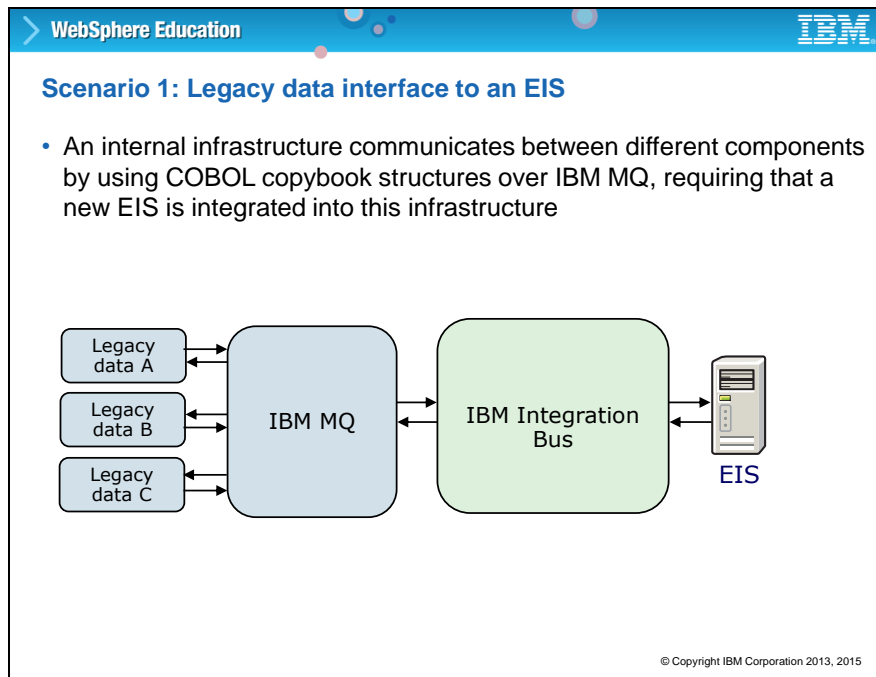 WebSphere Education
IBM
Scenario 1: Legacy data interface to an EIS
• An internal infrastructure communicates between different components
by using COBOL copybook structures over IBM MQ, requiring that a
new EIS is integrated into this infrastructure
Legacy
data A
Legacy
data B
Legacy
data C
IBM MQ
IBM Integration
Bus
EIS
© Copyright IBM Corporation 2013, 2015